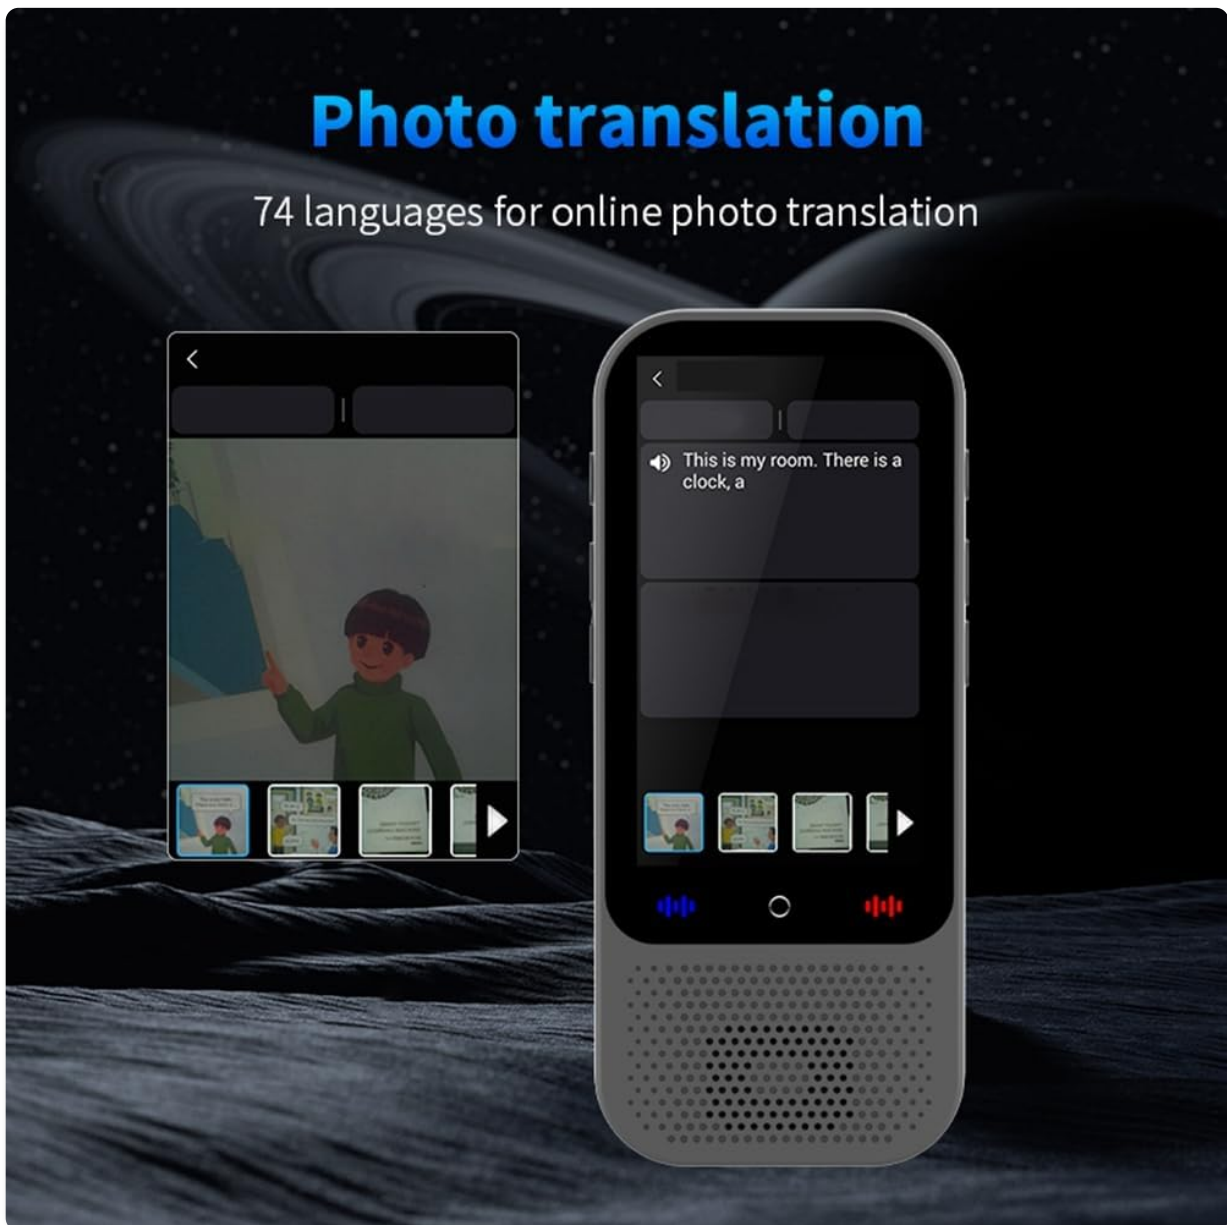 Photo translation
74 languages for online photo translation
This is my room. There is a
clock, a